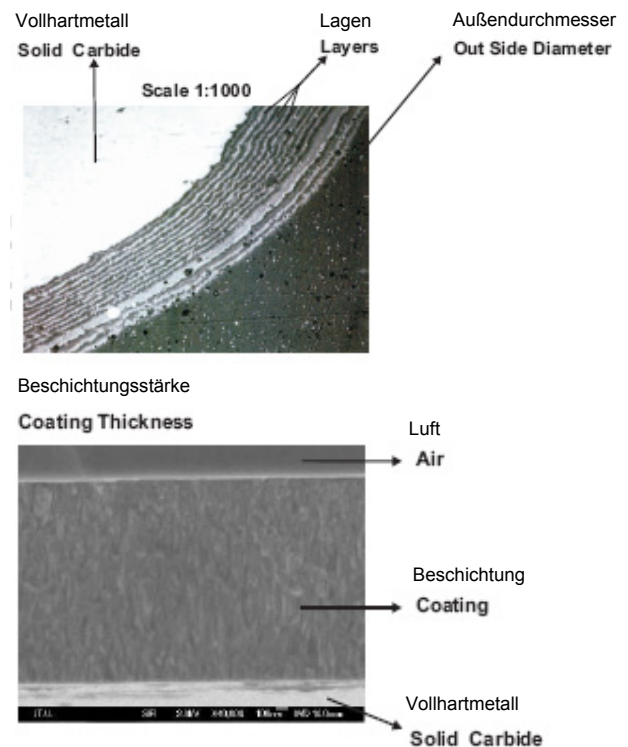 Vollhartmetall
Solid Carbide
Lagen
Layers
Außendurchmesser
Out Side Diameter
Scale 1:1000
Beschichtungsstärke
Coating Thickness
Luft
Air
Beschichtung
Coating
Vollhartmetall
Solid Carbide